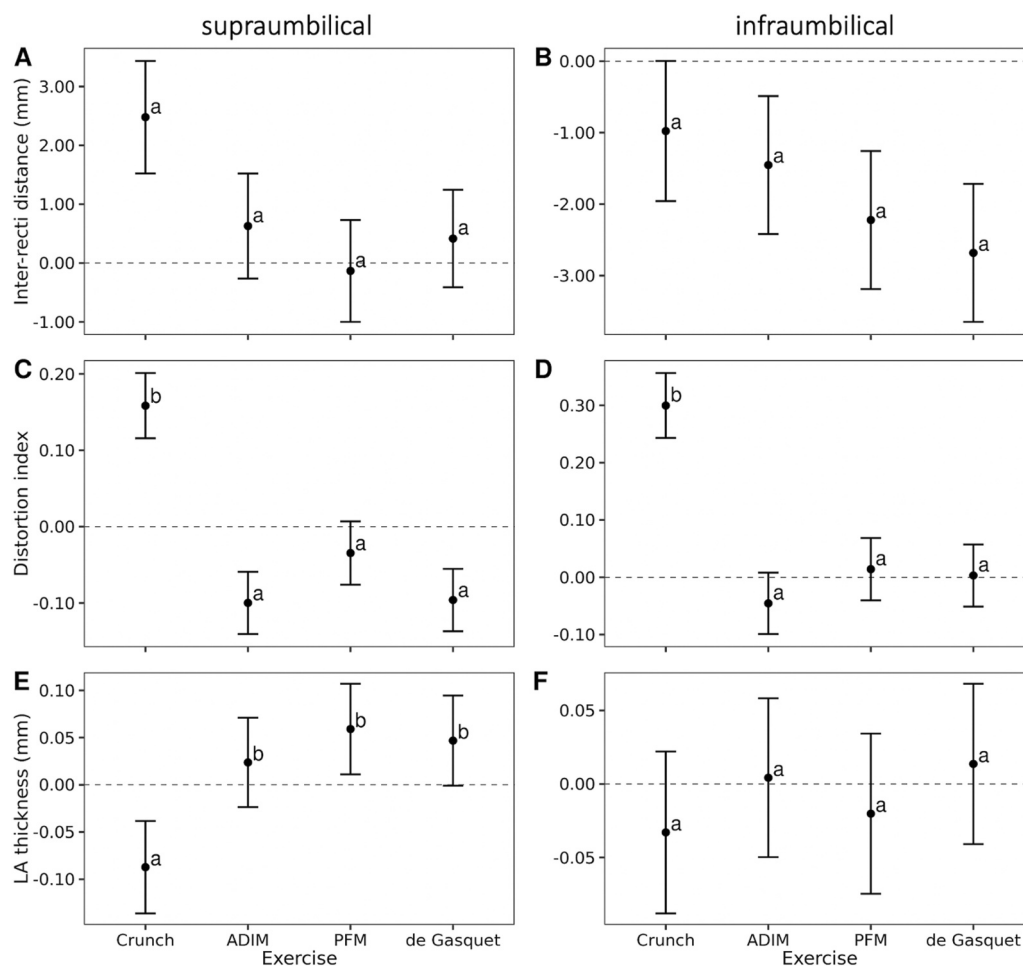 supraumbilical
infraumbilical
A
Inter-recti distance (mm)
3.00
2.00
1.00
0.00
-1.00
a
a
a
a
B
0.00
-1.00
-2.00
-3.00
a
a
a
a
C
Distortion index
0.20
0.10
0.00
-0.10
b
a
a
a
D
0.30
0.20
0.10
0.00
-0.10
b
a
a
a
E
LA thickness (mm)
0.10
0.05
0.00
-0.05
-0.10
a
b
b
b
Crunch ADIM PFM de Gasquet
Exercise
F
0.05
0.00
-0.05
a
a
a
a
Crunch ADIM PFM de Gasquet
Exercise